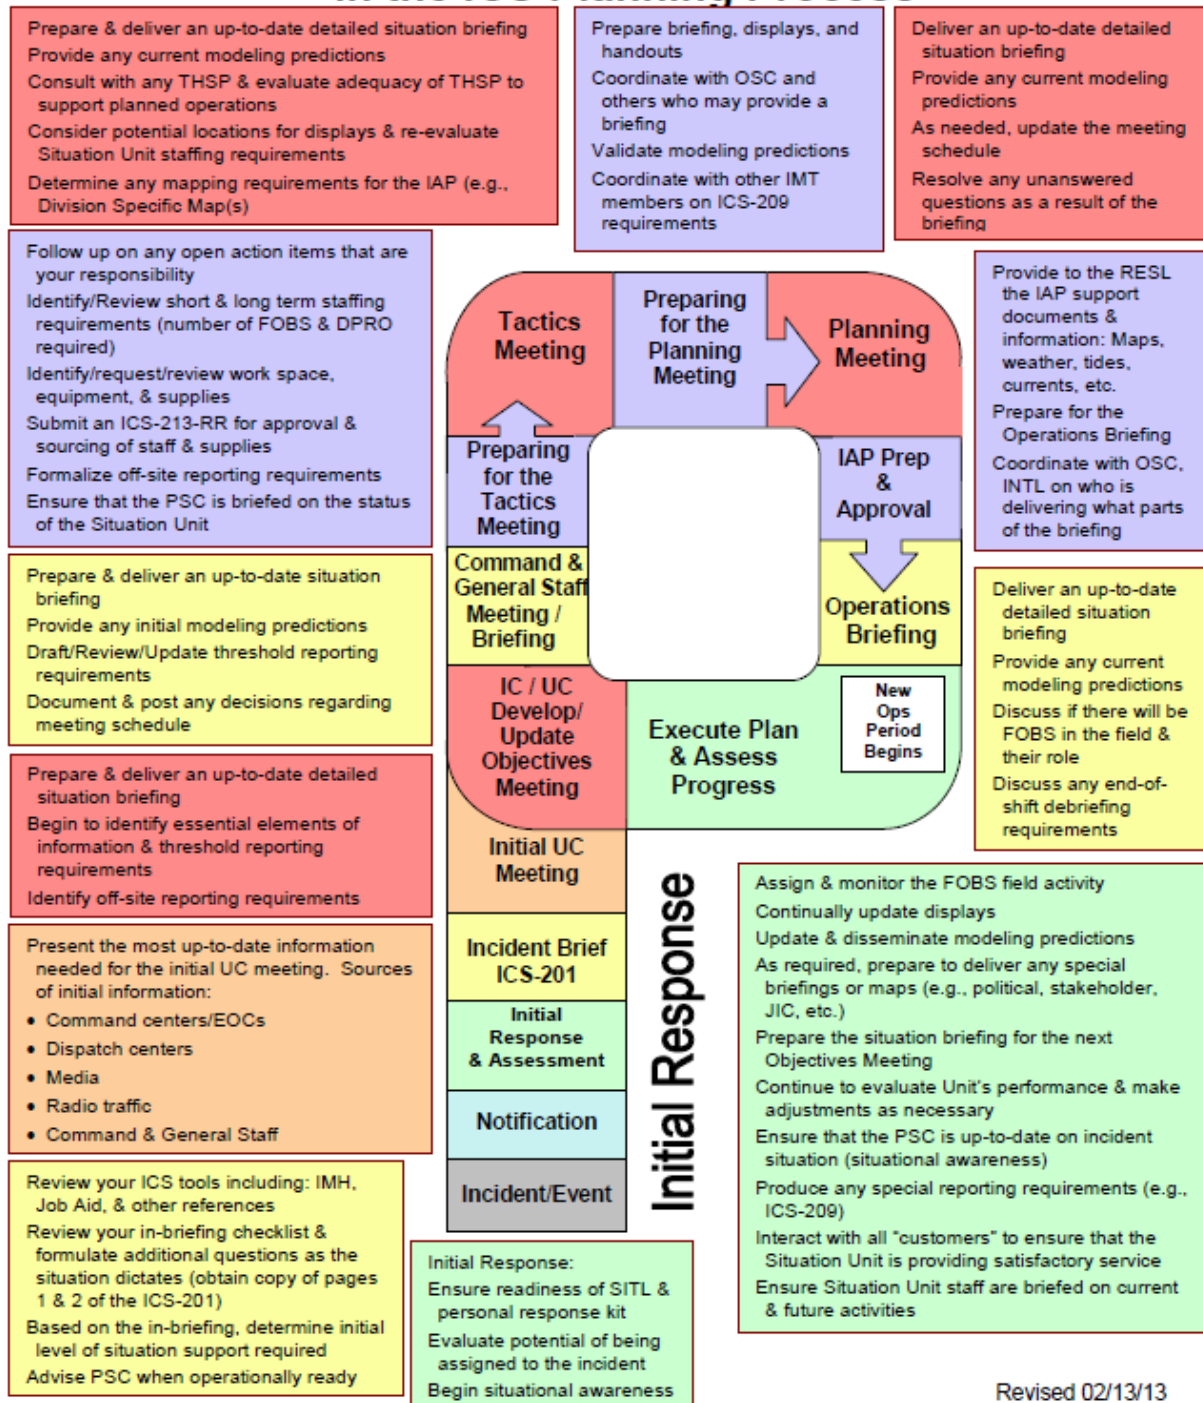 in the ICS Planning Process
Prepare & deliver an up-to-date detailed situation briefing
Provide any current modeling predictions
Consult with any THSP & evaluate adequacy of THSP to
support planned operations
Consider potential locations for displays & re-evaluate
Situation Unit staffing requirements
Determine any mapping requirements for the IAP (e.g.,
Division Specific Map(s)
Prepare briefing, displays, and
handouts
Coordinate with OSC and
others who may provide a
briefing
Validate modeling predictions
Coordinate with other IMT
members on ICS-209
requirements
Deliver an up-to-date detailed
situation briefing
Provide any current modeling
predictions
As needed, update the meeting
schedule
Resolve any unanswered
questions as a result of the
briefing
Follow up on any open action items that are
your responsibility
Identify/Review short & long term staffing
requirements (number of FOBS & DPRO
required)
Identify/request/review work space,
equipment, & supplies
Submit an ICS-213-RR for approval &
sourcing of staff & supplies
Formalize off-site reporting requirements
Ensure that the PSC is briefed on the status
of the Situation Unit
Tactics
Meeting
Preparing
for the
Planning
Meeting
Planning
Meeting
Provide to the RESL
the IAP support
documents &
information: Maps,
weather, tides,
currents, etc.
Prepare for the
Operations Briefing
Coordinate with OSC,
INTL on who is
delivering what parts
of the briefing
Preparing
for the
Tactics
Meeting
IAP Prep
&
Approval
Prepare & deliver an up-to-date situation
briefing
Provide any initial modeling predictions
Draft/Review/Update threshold reporting
requirements
Document & post any decisions regarding
meeting schedule
Command &
General Staff
Meeting /
Briefing
Operations
Briefing
Deliver an up-to-date
detailed situation
briefing
Provide any current
modeling predictions
Discuss if there will be
FOBS in the field &
their role
Discuss any end-of-
shift debriefing
requirements
IC / UC
Develop/
Update
Objectives
Meeting
Execute Plan
& Assess
Progress
New
Ops
Period
Begins
Prepare & deliver an up-to-date detailed
situation briefing
Begin to identify essential elements of
information & threshold reporting
requirements
Identify off-site reporting requirements
Initial UC
Meeting
Present the most up-to-date information
needed for the initial UC meeting. Sources
of initial information:
• Command centers/EOCs
• Dispatch centers
• Media
• Radio traffic
• Command & General Staff
Incident Brief
ICS-201
Initial
Response
& Assessment
Notification
Incident/Event
Initial Response
Assign & monitor the FOBS field activity
Continually update displays
Update & disseminate modeling predictions
As required, prepare to deliver any special
briefings or maps (e.g., political, stakeholder,
JIC, etc.)
Prepare the situation briefing for the next
Objectives Meeting
Continue to evaluate Unit's performance & make
adjustments as necessary
Ensure that the PSC is up-to-date on incident
situation (situational awareness)
Produce any special reporting requirements (e.g.,
ICS-209)
Interact with all "customers" to ensure that the
Situation Unit is providing satisfactory service
Ensure Situation Unit staff are briefed on current
& future activities
Review your ICS tools including: IMH,
Job Aid, & other references
Review your in-briefing checklist &
formulate additional questions as the
situation dictates (obtain copy of pages
1 & 2 of the ICS-201)
Based on the in-briefing, determine initial
level of situation support required
Advise PSC when operationally ready
Initial Response:
Ensure readiness of SITL &
personal response kit
Evaluate potential of being
assigned to the incident
Begin situational awareness
Revised 02/13/13